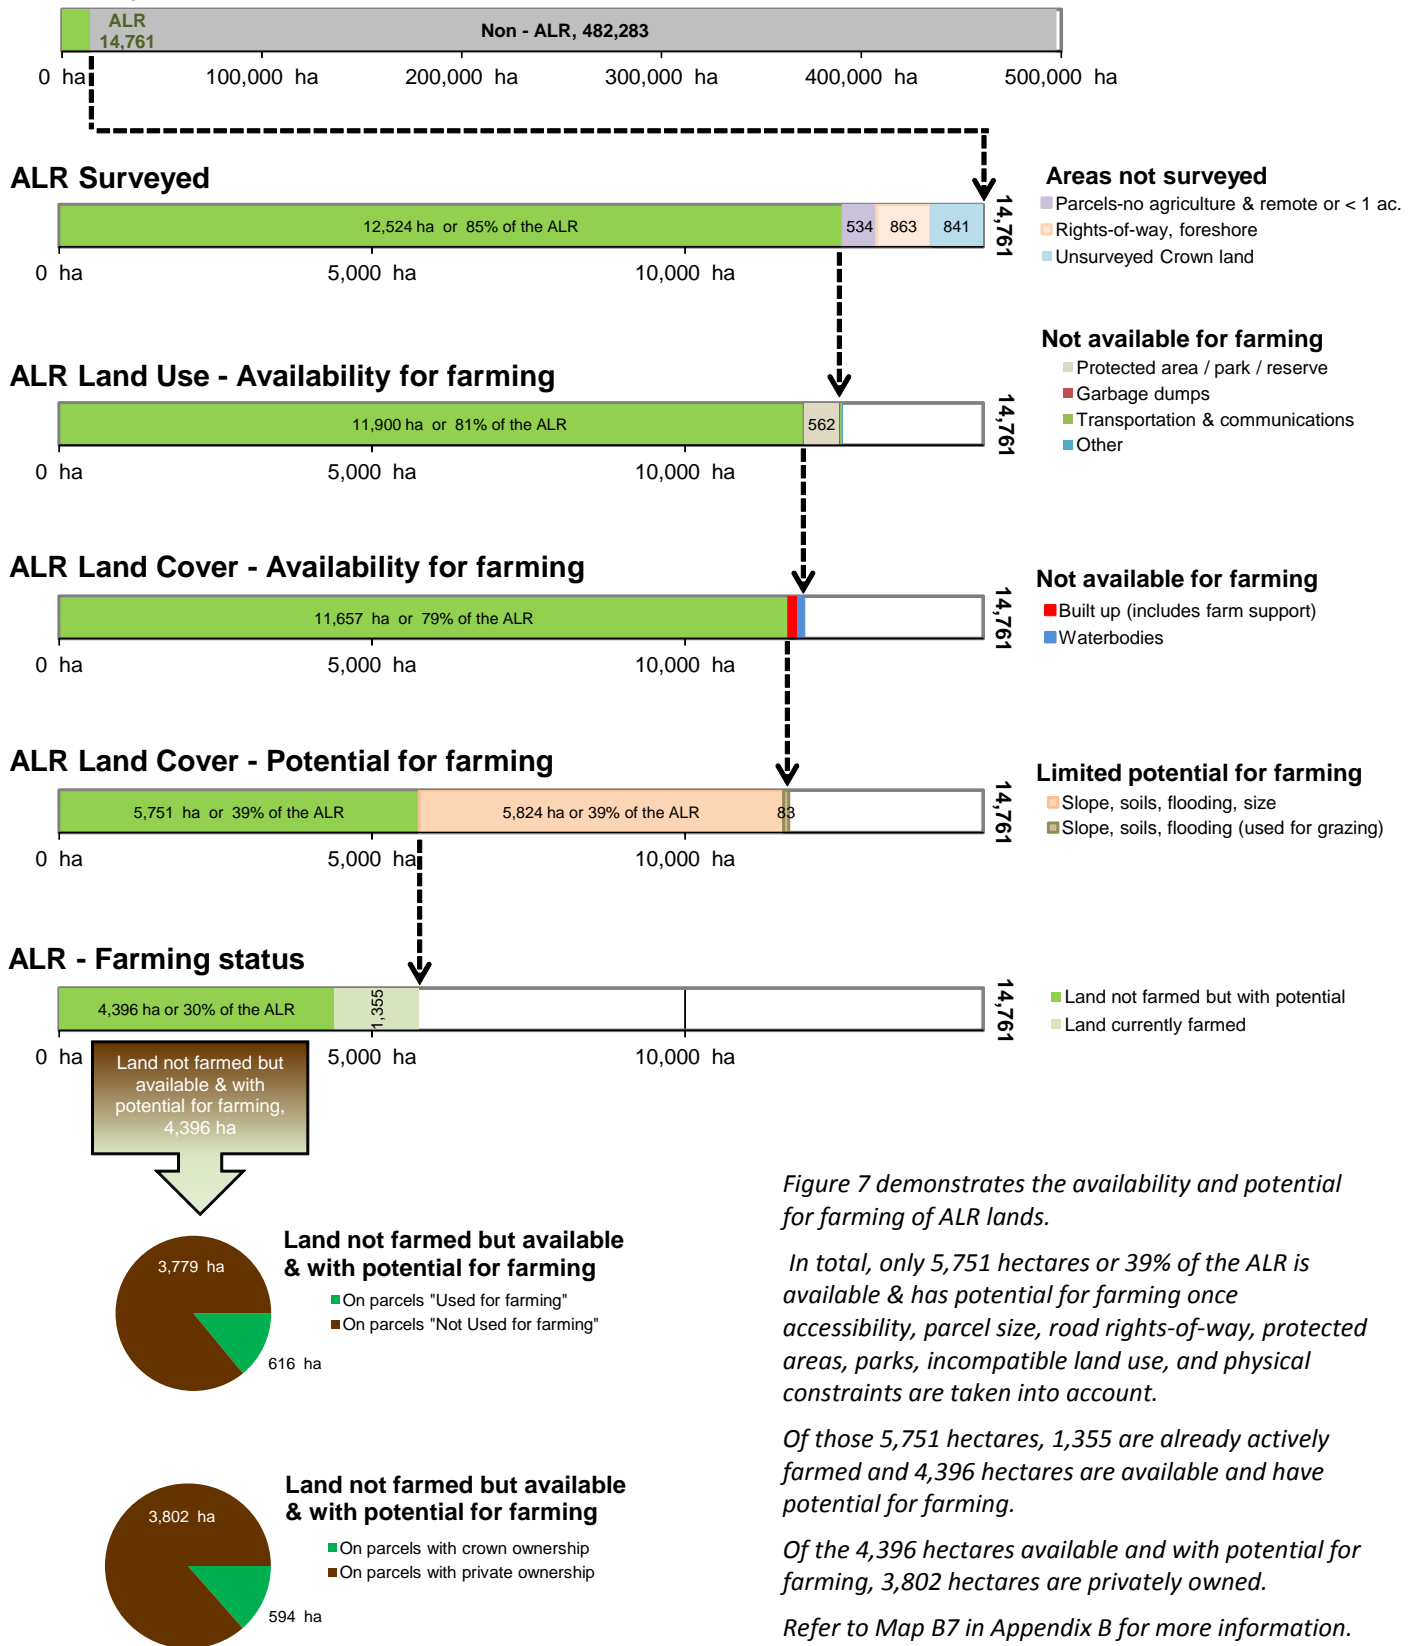 ALR
14,761
Non - ALR, 482,283
0 ha
100,000 ha
200,000 ha
300,000 ha
400,000 ha
500,000 ha
ALR Surveyed
12,524 ha or 85% of the ALR
534
863
841
14,761
0 ha
5,000 ha
10,000 ha
Areas not surveyed
Parcels-no agriculture & remote or < 1 ac.
Rights-of-way, foreshore
Unsurveyed Crown land
ALR Land Use - Availability for farming
11,900 ha or 81% of the ALR
562
14,761
0 ha
5,000 ha
10,000 ha
Not available for farming
Protected area / park / reserve
Garbage dumps
Transportation & communications
Other
ALR Land Cover - Availability for farming
11,657 ha or 79% of the ALR
14,761
0 ha
5,000 ha
10,000 ha
Not available for farming
Built up (includes farm support)
Waterbodies
ALR Land Cover - Potential for farming
5,751 ha or 39% of the ALR
5,824 ha or 39% of the ALR
83
14,761
0 ha
5,000 ha
10,000 ha
Limited potential for farming
Slope, soils, flooding, size
Slope, soils, flooding (used for grazing)
ALR - Farming status
4,396 ha or 30% of the ALR
1,355
14,761
0 ha
5,000 ha
10,000 ha
Land not farmed but with potential
Land currently farmed
Land not farmed but
available & with
potential for farming,
4,396 ha
Land not farmed but available
& with potential for farming
3,779 ha
616 ha
On parcels "Used for farming"
On parcels "Not Used for farming"
Land not farmed but available
& with potential for farming
3,802 ha
594 ha
On parcels with crown ownership
On parcels with private ownership
Figure 7 demonstrates the availability and potential
for farming of ALR lands.
In total, only 5,751 hectares or 39% of the ALR is
available & has potential for farming once
accessibility, parcel size, road rights-of-way, protected
areas, parks, incompatible land use, and physical
constraints are taken into account.
Of those 5,751 hectares, 1,355 are already actively
farmed and 4,396 hectares are available and have
potential for farming.
Of the 4,396 hectares available and with potential for
farming, 3,802 hectares are privately owned.
Refer to Map B7 in Appendix B for more information.